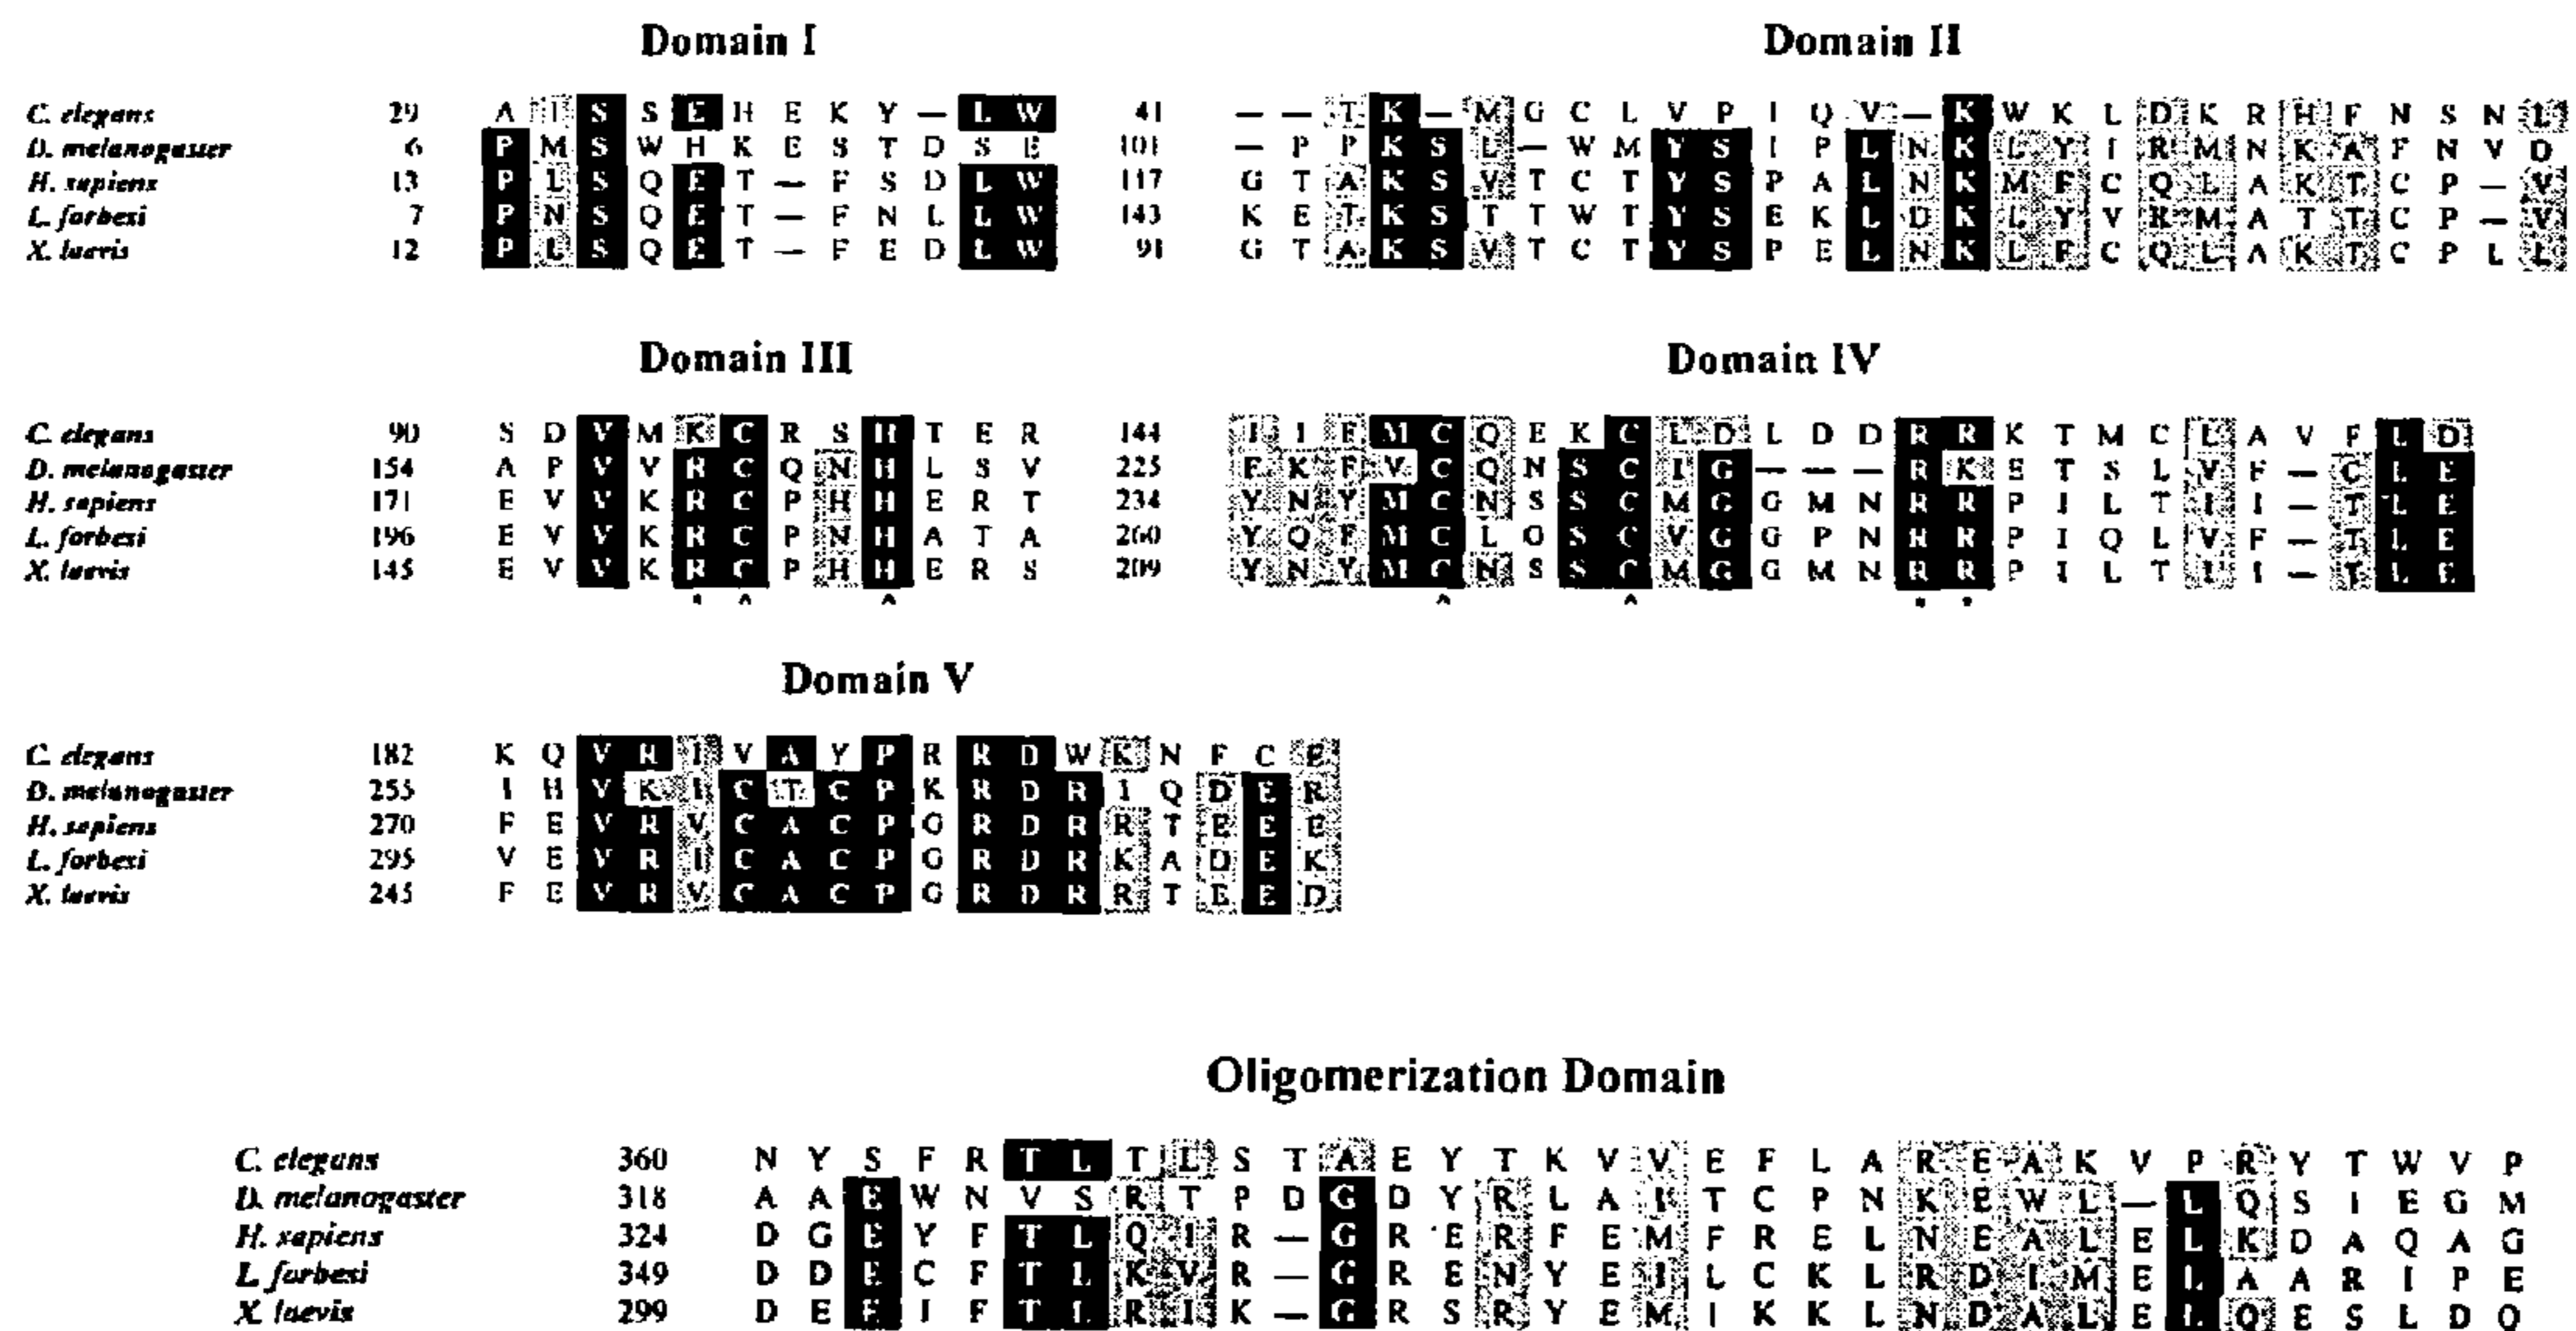 Domain I Domain II
C. elegans 29 A I S S E H E K Y — L W 41 — — T K — M G C L V P I Q V — K W K L D K R H F N S N L
D. melanogaster 6 P M S W H K E S T D S E 101 — P P K S L — W M Y S I P L N K L Y I R M N K A F N V D
H. sapiens 13 P L S Q E T — F S D L W 117 G T A K S V T C T Y S P A L N K M F C Q L A K T C P — V
L. forbesi 7 P N S Q E T — F N L L W 143 K E T K S T T W T Y S E K L D K L Y V R M A T T C P — V
X. laevis 12 P L S Q E T — F E D L W 91 G T A K S V T C T Y S P E L N K L F C Q L A K T C P L L
Domain III Domain IV
C. elegans 90 S D V M K C R S H T E R 144 I I F M C Q E K C L D L D D R R K T M C L A V F L D
D. melanogaster 154 A P V V R C Q N H L S V 225 F K F V C Q N S C I G — — — R K E T S L V F — C L E
H. sapiens 171 E V V K R C P H H E R T 234 Y N Y M C N S S C M G G M N R R P I L T I I — T L E
L. forbesi 196 E V V K R C P N H A T A 260 Y Q F M C L G S C V G G P N R R P I Q L V F — T L E
X. laevis 145 E V V K R C P H H E R S 209 Y N Y M C N S S C M G G M N R R P I L T I I — T L E
Domain V
C. elegans 182 K Q V R I V A Y P R R D W K N F C E
D. melanogaster 255 I H V K I C T C P K R D R I Q D E R
H. sapiens 270 F E V R V C A C P G R D R R T E E E
L. forbesi 295 V E V R I C A C P G R D R K A D E K
X. laevis 245 F E V R V C A C P G R D R R T E E D
Oligomerization Domain
C. elegans 360 N Y S F R T L T L S T A E Y T K V V E F L A R E A K V P R Y T W V P
D. melanogaster 318 A A E W N V S R T P D G D Y R L A I T C P N K E W L — L Q S I E G M
H. sapiens 324 D G E Y F T L Q I R — G R E R F E M F R E L N E A L E L K D A Q A G
L. forbesi 349 D D E C F T L K V R — G R E N Y E I L C K L R D I M E L A A R I P E
X. laevis 299 D E E I F T L R I K — G R S R Y E M I K K L N D A L E L Q E S L D Q